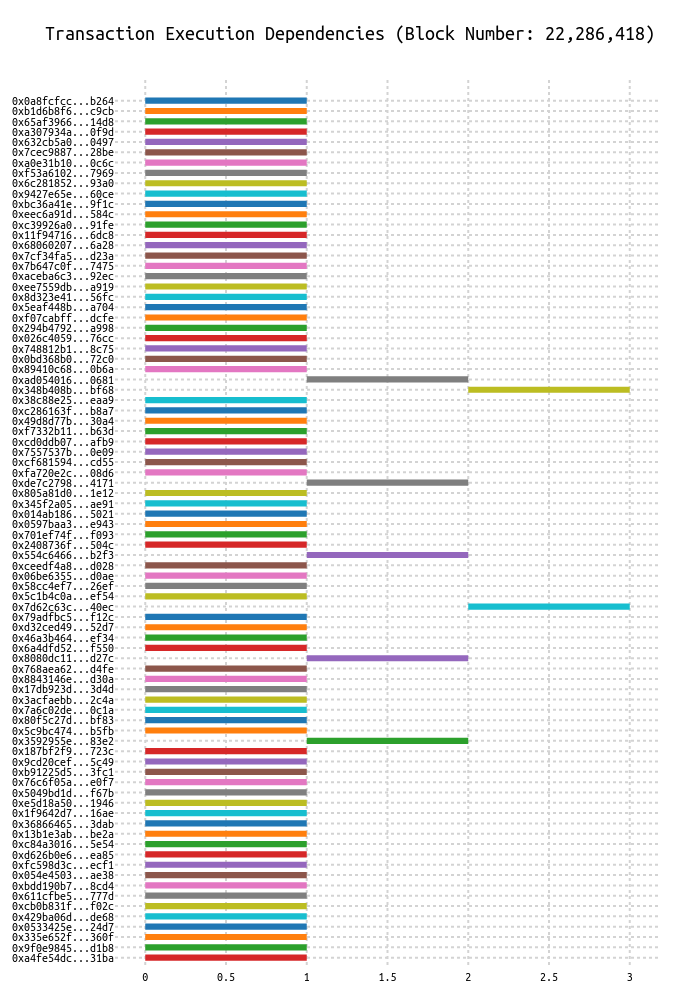 Transaction Execution Dependencies (Block Number: 22,286,418)
0x0a8fcfcc...b264
0xb1d6b8f6...c9cb
0x65af3966...14d8
0xa307934a...0f9d
0x632cb5a0...0497
0x7cec9887...28be
0xa0e31b10...0c6c
0xf53a6102...7969
0x6c281852...93a0
0x9427e65e...60ce
0xbc36a41e...9f1c
0xeec6a91d...584c
0xc39926a0...91fe
0x11f94716...6dc8
0x68060207...6a28
0x7cf34fa5...d23a
0x7b647c0f...7475
0xaceba6c3...92ec
0xee7559db...a919
0x8d323e41...56fc
0x5eaf448b...a704
0xf07cabff...dcfe
0x294b4792...a998
0x026c4059...76cc
0x748812b1...8c75
0x0bd368b0...72c0
0x89410c68...0b6a
0xad054016...0681
0x348b408b...bf68
0x38c88e25...eaa9
0xc286163f...b8a7
0x49d8d77b...30a4
0xf7332b11...b63d
0xcd0ddb07...afb9
0x7557537b...0e09
0xcf681594...cd55
0xfa720e2c...08d6
0xde7c2798...4171
0x805a81d0...1e12
0x345f2a05...ae91
0x014ab186...5021
0x0597baa3...e943
0x701ef74f...f093
0x2408736f...504c
0x554c6466...b2f3
0xceedf4a8...d028
0x06be6355...d0ae
0x58cc4ef7...26ef
0x5c1b4c0a...ef54
0x7d62c63c...40ec
0x79adfbc5...f12c
0xd32ced49...52d7
0x46a3b464...ef34
0x6a4dfd52...f550
0x8080dc11...d27c
0x768aea62...d4fe
0x8843146e...d30a
0x17db923d...3d4d
0x3acfaebb...2c4a
0x7a6c02de...0c1a
0x80f5c27d...bf83
0x5c9bc474...b5fb
0x3592955e...83e2
0x187bf2f9...723c
0x9cd20cef...5c49
0xb91225d5...3fc1
0x76c6f05a...e0f7
0x5049bd1d...f67b
0xe5d18a50...1946
0x1f9642d7...16ae
0x36866465...3dab
0x13b1e3ab...be2a
0xc84a3016...5e54
0xd626b0e6...ea85
0xfc598d3c...ecf1
0x054e4503...ae38
0xbdd190b7...8cd4
0x611cfbe5...777d
0xcb0b831f...f02c
0x429ba06d...de68
0x0533425e...24d7
0x335e652f...360f
0x9f0e9845...d1b8
0xa4fe54dc...31ba
0 0.5 1 1.5 2 2.5 3